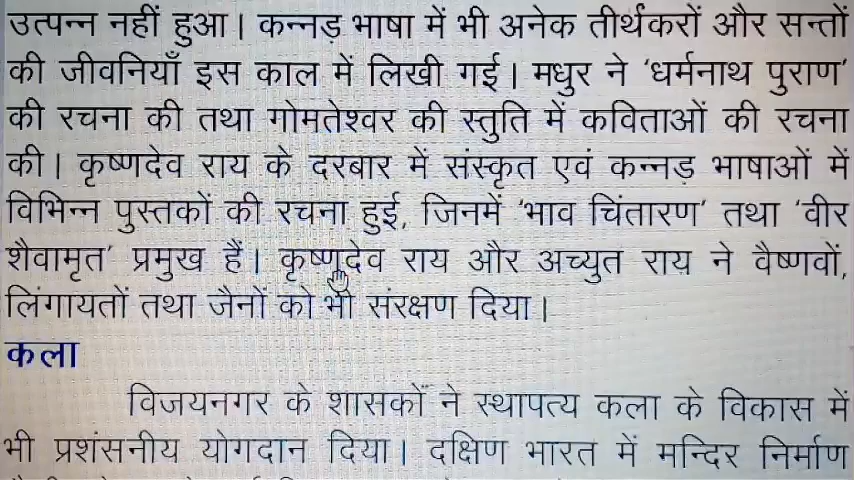 उत्पन्न नहीं हुआ। कन्नड़ भाषा में भी अनेक तीर्थंकरों और सन्तों
की जीवनियाँ इस काल में लिखी गई। मधुर ने 'धर्मनाथ पुराण'
की रचना की तथा गोमतेश्वर की स्तुति में कविताओं की रचना
की। कृष्णदेव राय के दरबार में संस्कृत एवं कन्नड़ भाषाओं में
विभिन्न पुस्तकों की रचना हुई, जिनमें 'भाव चिंतारण' तथा 'वीर
शैवामृत' प्रमुख हैं। कृष्णदेव राय और अच्युत राय ने वैष्णवों,
लिंगायतों तथा जैनों को भी संरक्षण दिया।
कला
विजयनगर के शासकों ने स्थापत्य कला के विकास में
भी प्रशंसनीय योगदान दिया। दक्षिण भारत में मन्दिर निर्माण